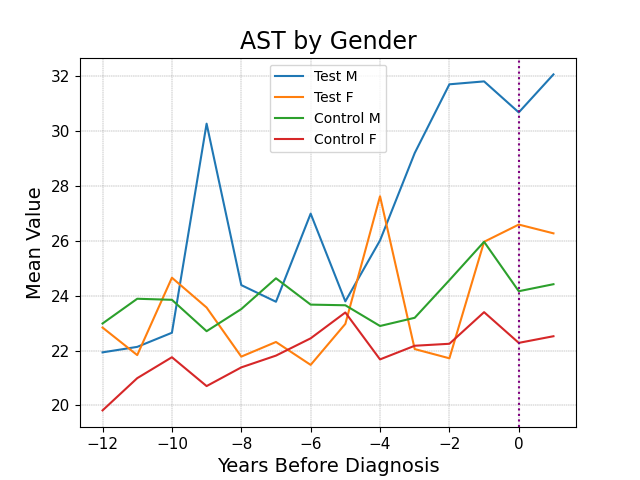 AST by Gender
Test M
Test F
Control M
Control F
Mean Value
32
30
28
26
24
22
20
−12 −10 −8 −6 −4 −2 0
Years Before Diagnosis